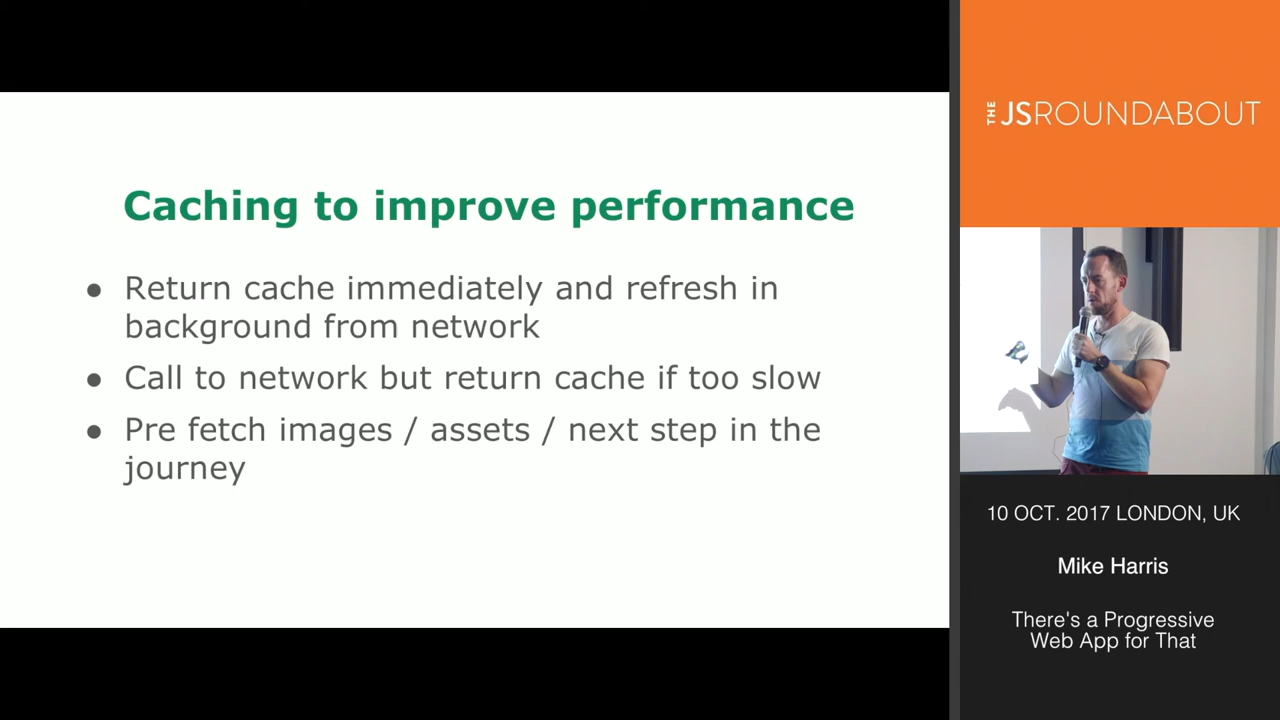 Caching to improve performance
● Return cache immediately and refresh in
background from network
● Call to network but return cache if too slow
● Pre fetch images / assets / next step in the
journey
THE JSROUNDABOUT
10 OCT. 2017 LONDON, UK
Mike Harris
There's a Progressive
Web App for That